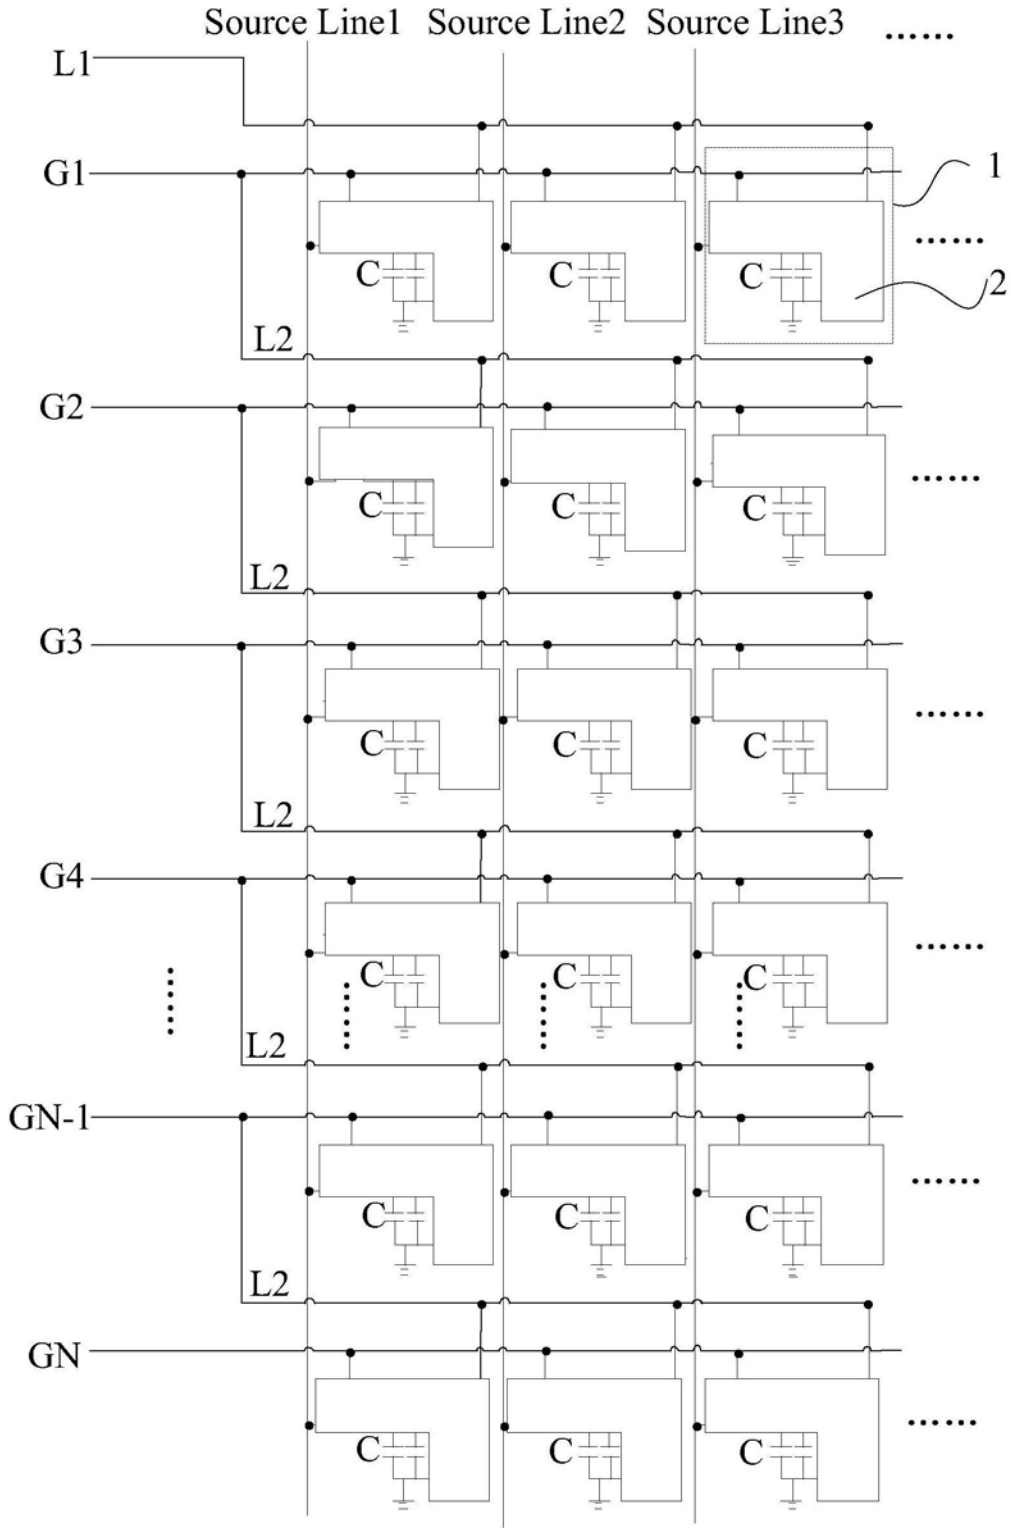 Source Line1 Source Line2 Source Line3 ......
L1
G1
1
......
C C C
2
L2
G2
C C C ......
L2
G3
C C C ......
L2
G4
C C C ......
L2
GN-1
C C C ......
L2
GN
C C C ......